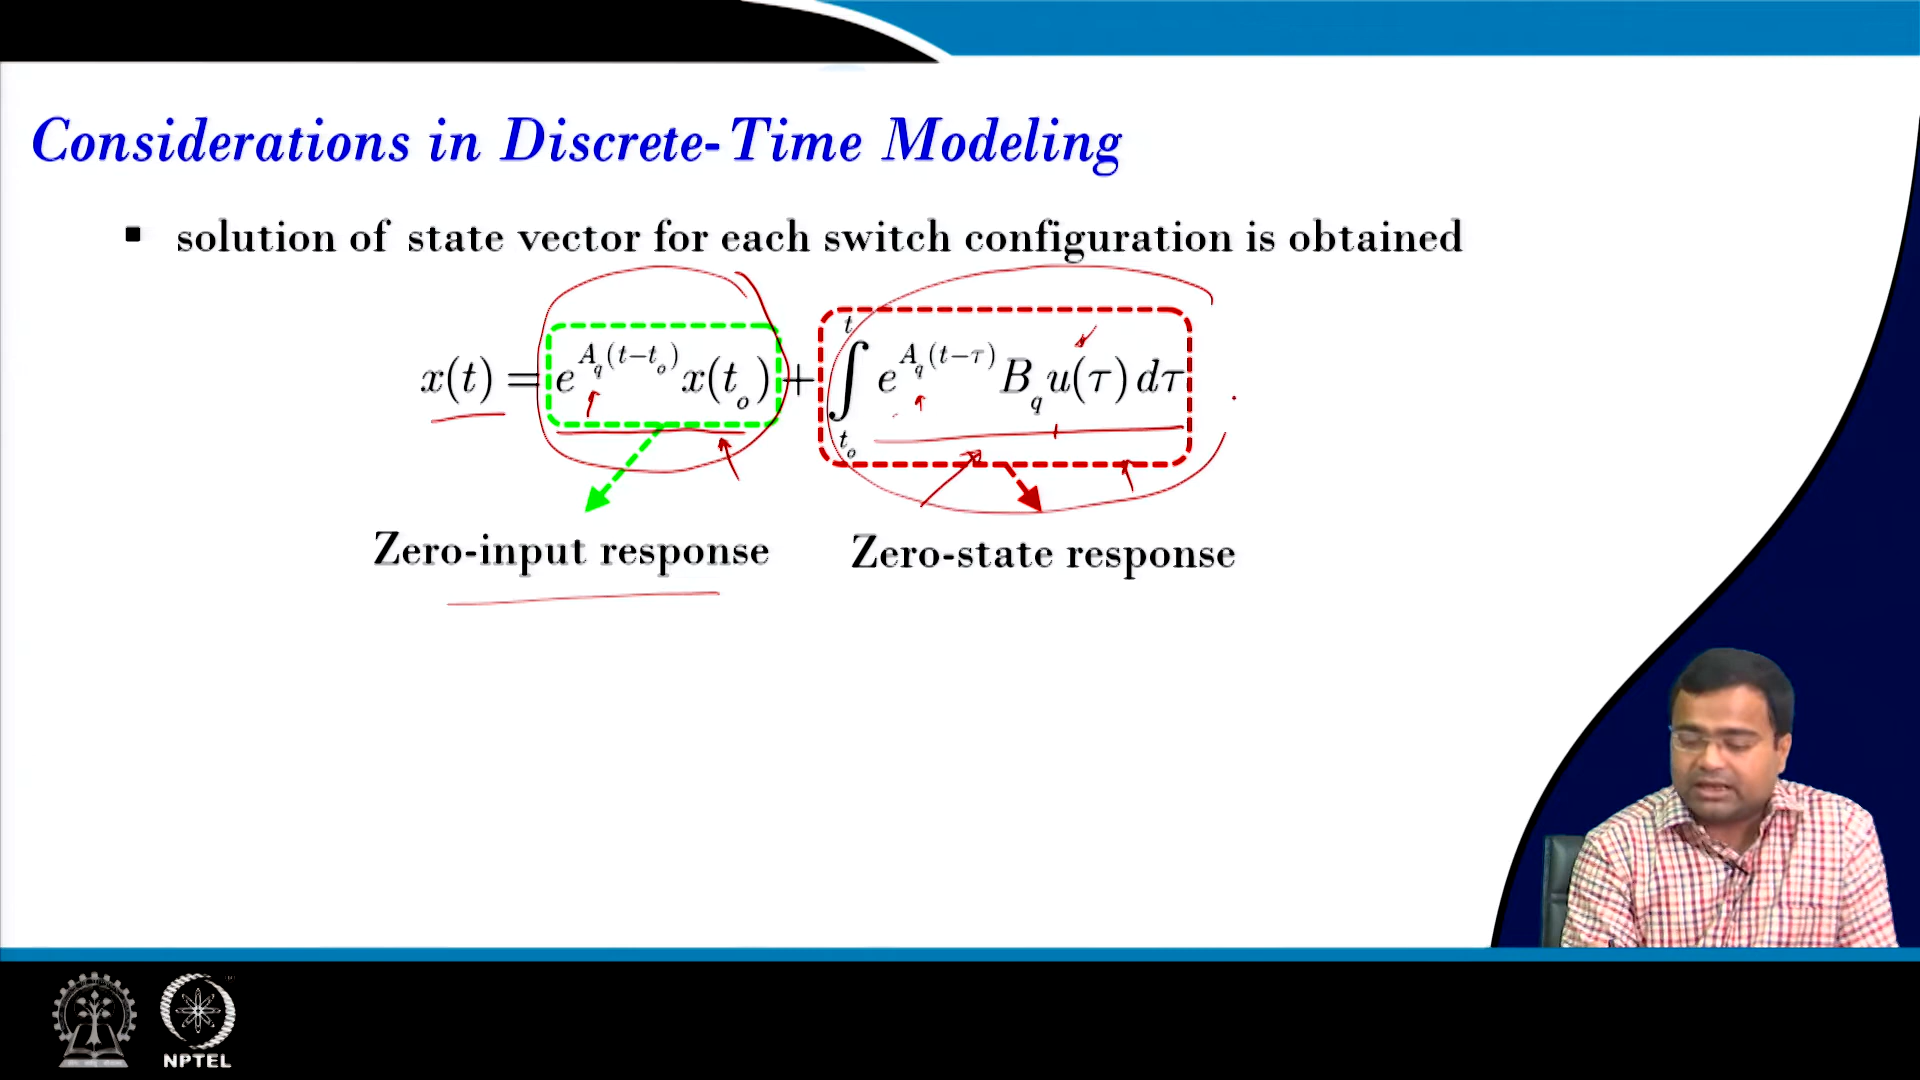 Considerations in Discrete-Time Modeling
▪ solution of state vector for each switch configuration is obtained
x(t) = e^{A_q(t−t_o)} x(t_o) + ∫_{t_o}^{t} e^{A_q(t−τ)} B_q u(τ) dτ
Zero-input response Zero-state response
NPTEL